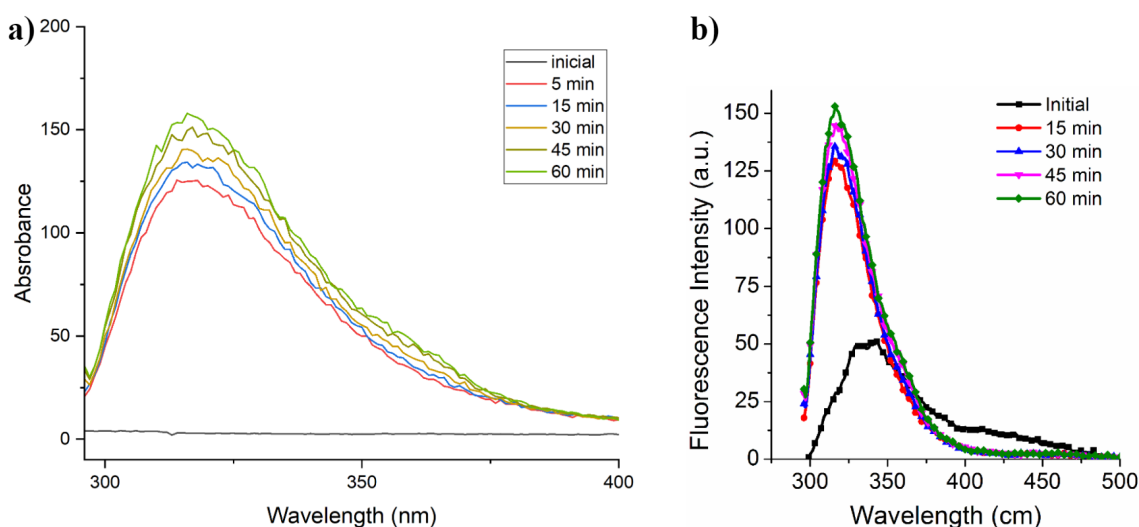 a)
Absrobance
200
150
100
50
0
300
350
400
Wavelength (nm)
inicial
5 min
15 min
30 min
45 min
60 min
b)
Fluorescence Intensity (a.u.)
150
125
100
75
50
25
0
300
350
400
450
500
Wavelength (cm)
Initial
15 min
30 min
45 min
60 min